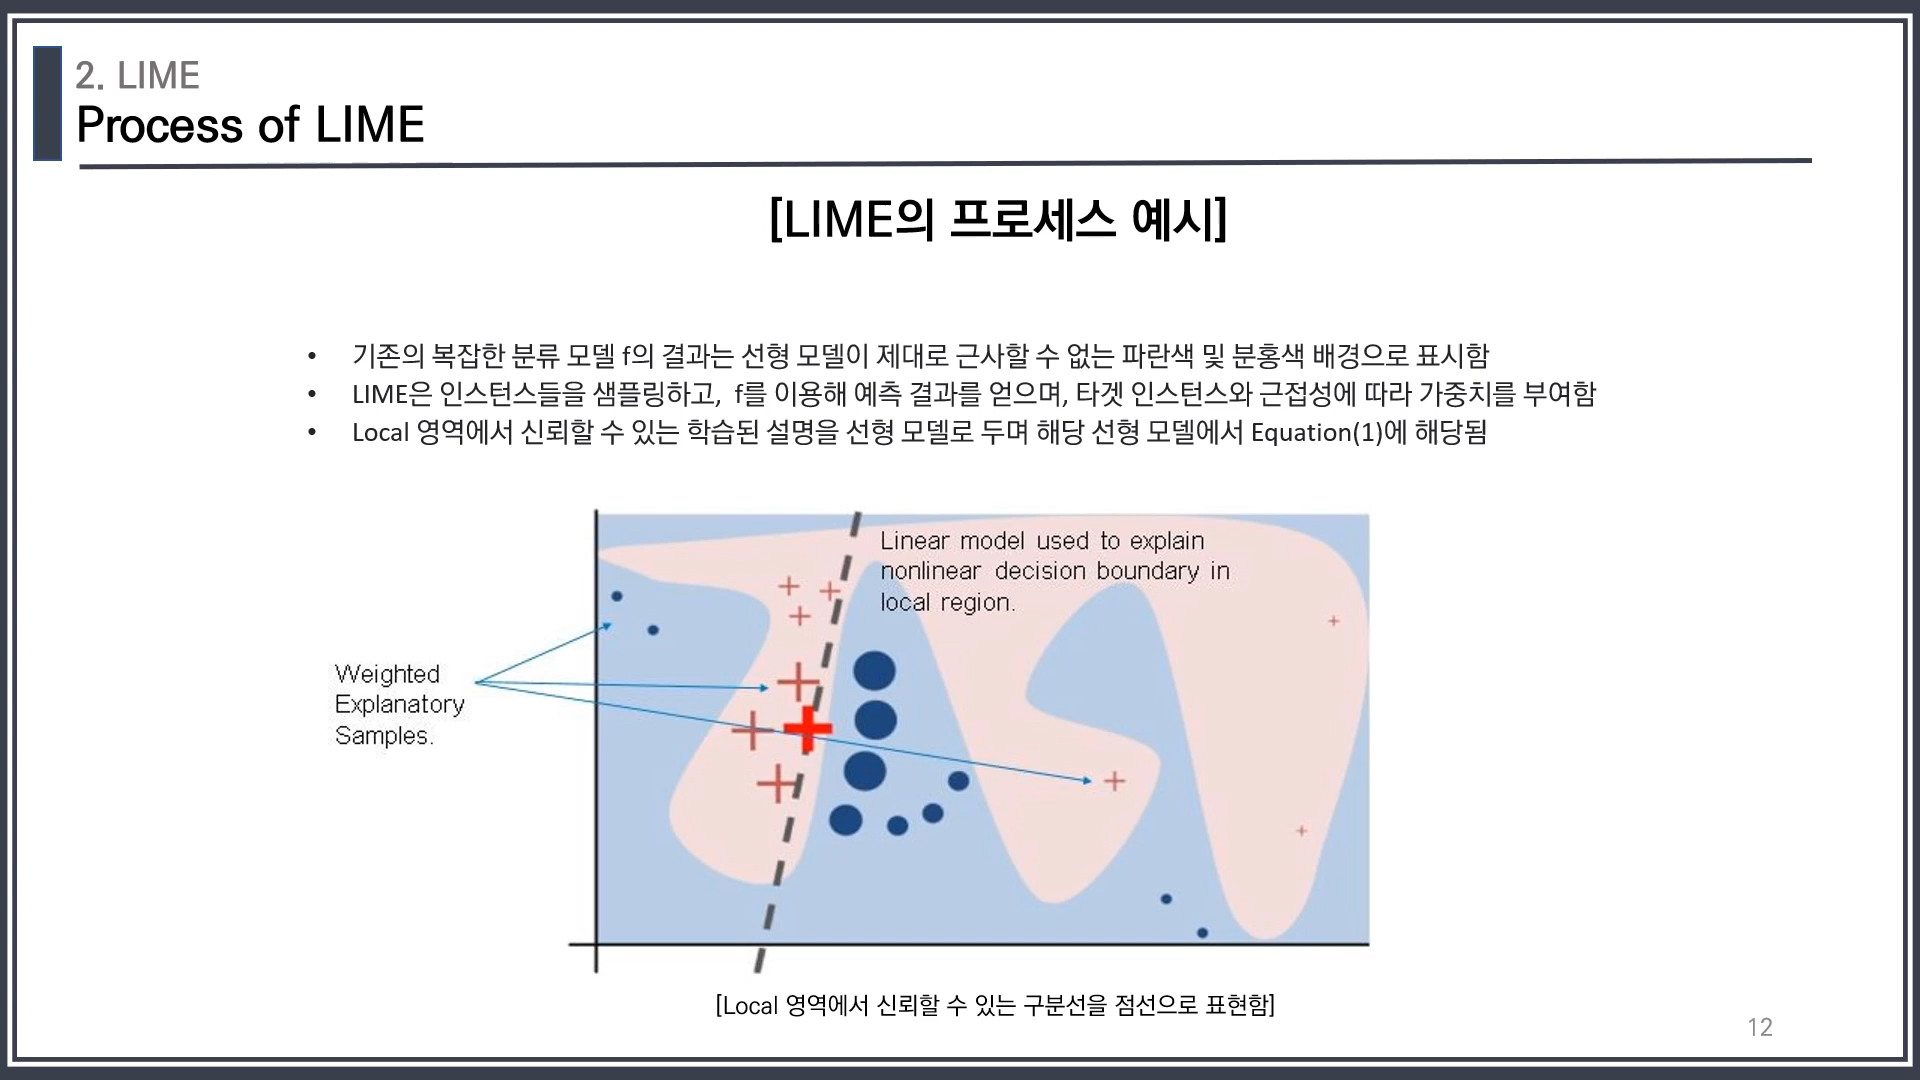 2. LIME
Process of LIME
[LIME의 프로세스 예시]
• 기존의 복잡한 분류 모델 f의 결과는 선형 모델이 제대로 근사할 수 없는 파란색 및 분홍색 배경으로 표시함
• LIME은 인스턴스들을 샘플링하고, f를 이용해 예측 결과를 얻으며, 타겟 인스턴스와 근접성에 따라 가중치를 부여함
• Local 영역에서 신뢰할 수 있는 학습된 설명을 선형 모델로 두며 해당 선형 모델에서 Equation(1)에 해당됨
Linear model used to explain
nonlinear decision boundary in
local region.
Weighted
Explanatory
Samples.
[Local 영역에서 신뢰할 수 있는 구분선을 점선으로 표현함]
12